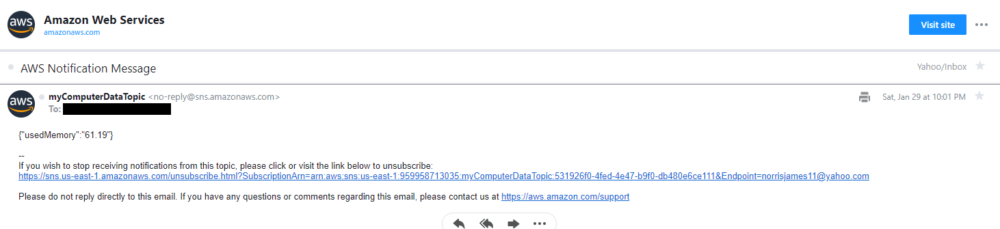 aws
Amazon Web Services
amazonaws.com
Visit site
AWS Notification Message
Yahoo/Inbox
aws
myComputerDataTopic <no-reply@sns.amazonaws.com>
Sat, Jan 29 at 10:01 PM
To:
{"usedMemory":"61.19"}
--
If you wish to stop receiving notifications from this topic, please click or visit the link below to unsubscribe:
https://sns.us-east-1.amazonaws.com/unsubscribe.html?SubscriptionArn=arn:aws:sns:us-east-1:959958713035:myComputerDataTopic:531926f0-4fed-4e47-b9f0-db480e6ce111&Endpoint=norrisjames11@yahoo.com
Please do not reply directly to this email. If you have any questions or comments regarding this email, please contact us at https://aws.amazon.com/support